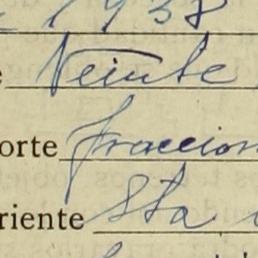 1938
Veinte
orte Fraccion
riente Sta